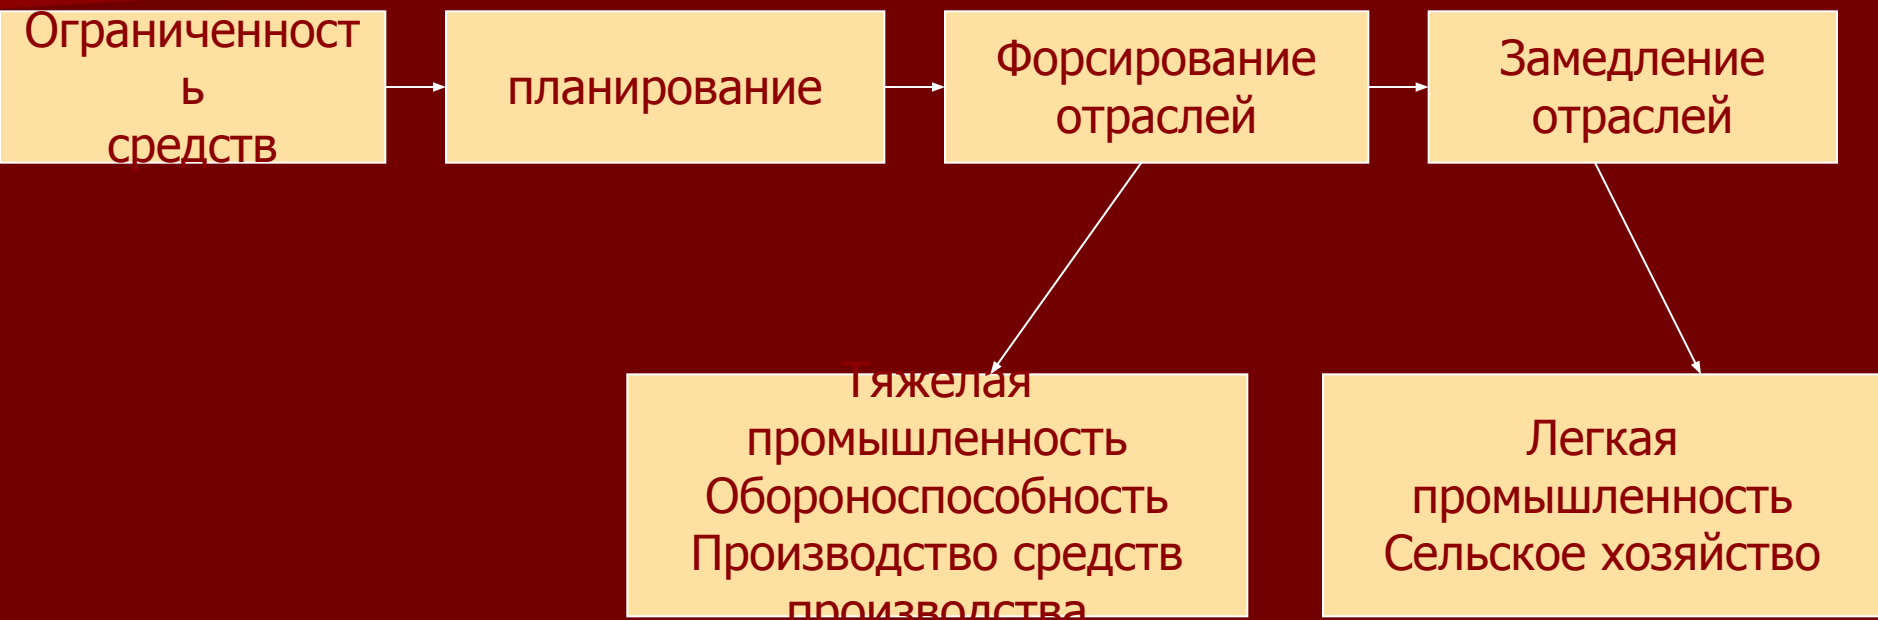 Ограниченност
ь
средств
планирование
Форсирование
отраслей
Замедление
отраслей
Тяжелая
промышленность
Обороноспособность
Производство средств
производства
Легкая
промышленность
Сельское хозяйство